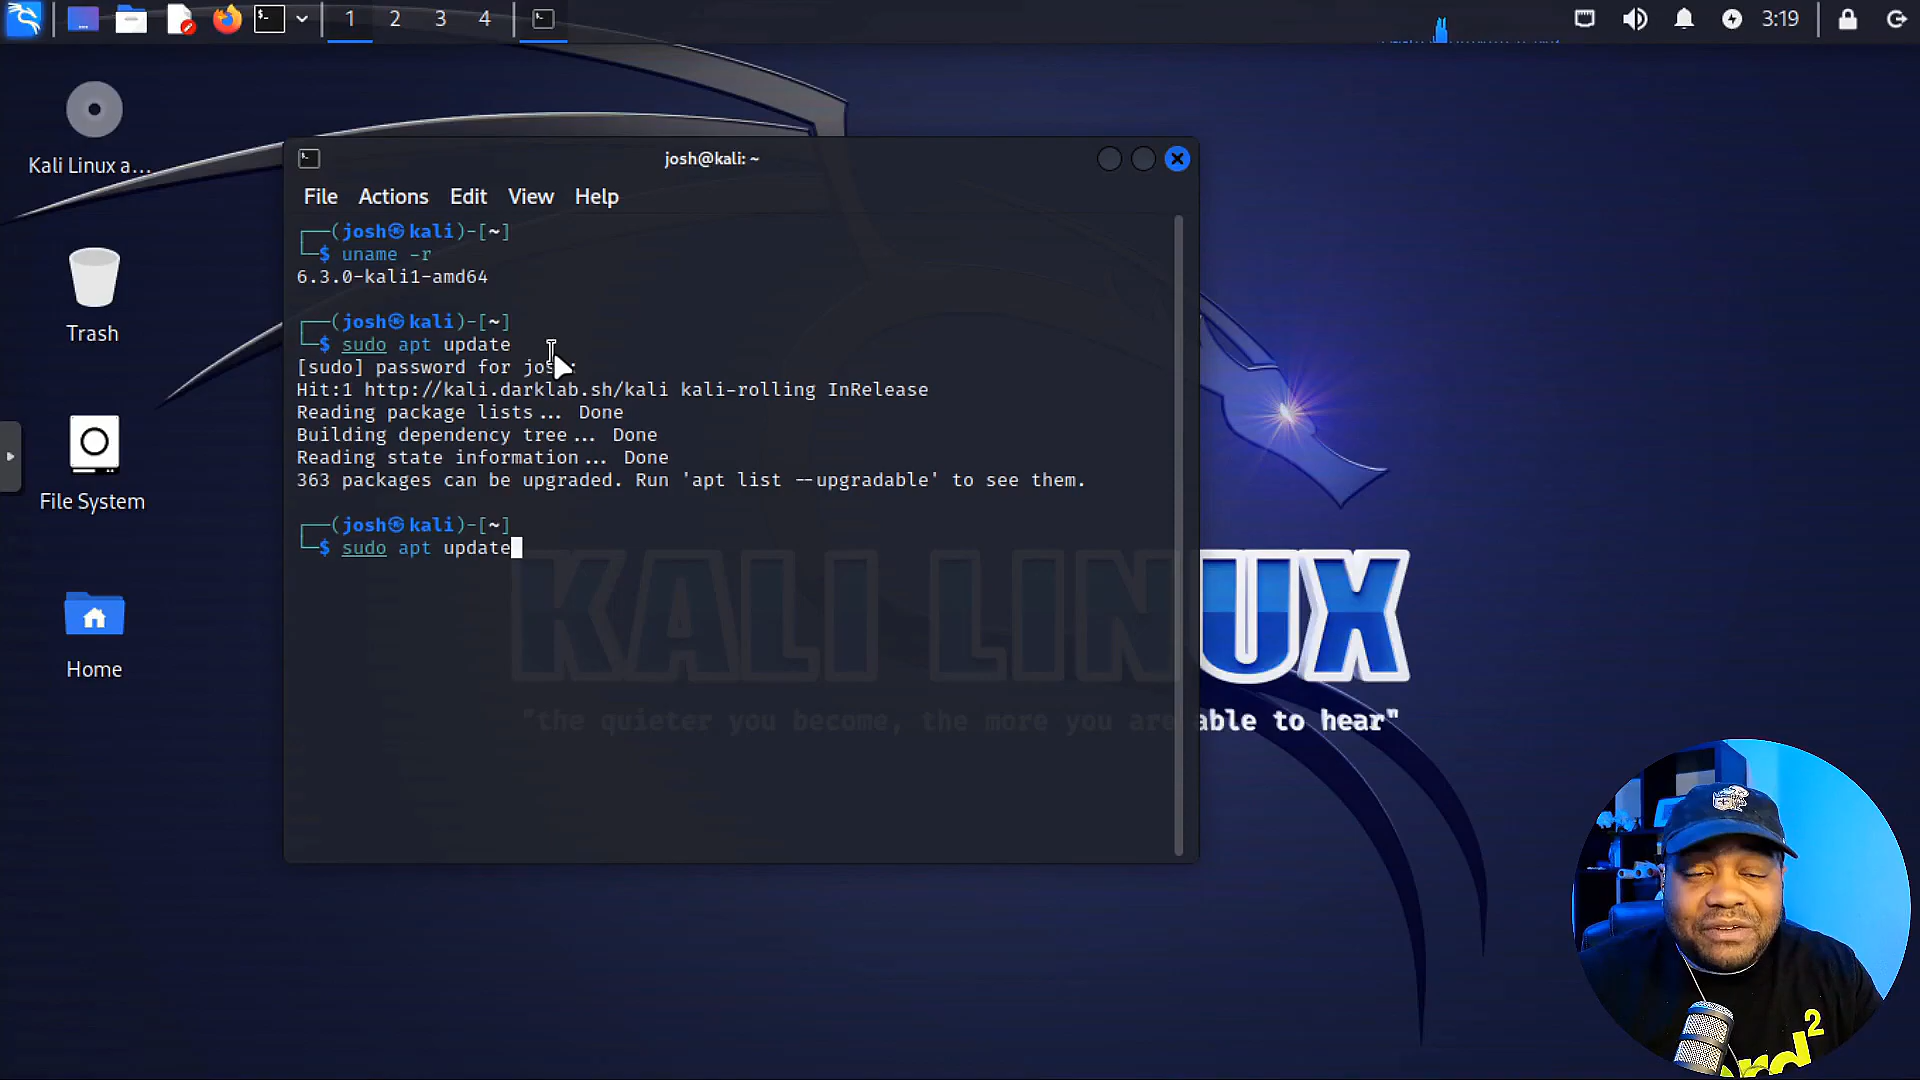 1 2 3 4
3:19
Kali Linux a...
Trash
File System
Home
josh@kali: ~
File Actions Edit View Help
┌──(josh㉿kali)-[~]
└─$ uname -r
6.3.0-kali1-amd64
┌──(josh㉿kali)-[~]
└─$ sudo apt update
[sudo] password for
Hit:1 http://kali.darklab.sh/kali kali-rolling InRelease
Reading package lists... Done
Building dependency tree... Done
Reading state information... Done
363 packages can be upgraded. Run 'apt list --upgradable' to see them.
┌──(josh㉿kali)-[~]
└─$ sudo apt update
KALI LINUX
"the quieter you become, the more you are able to hear"